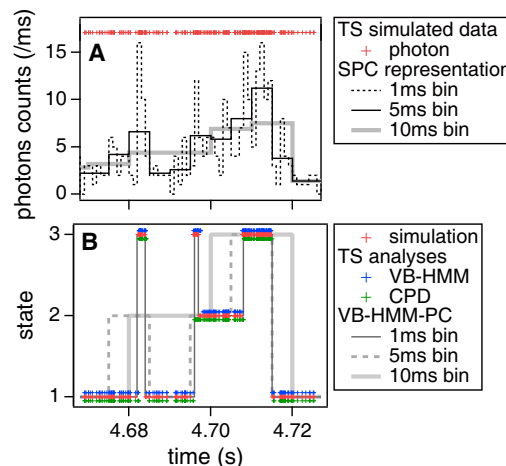 TS simulated data
photon
SPC representation
1ms bin
5ms bin
10ms bin
photons counts (/ms)
15
10
5
0
A
B
simulation
TS analyses
VB-HMM
CPD
VB-HMM-PC
1ms bin
5ms bin
10ms bin
state
3
2
1
4.68
4.70
4.72
time (s)